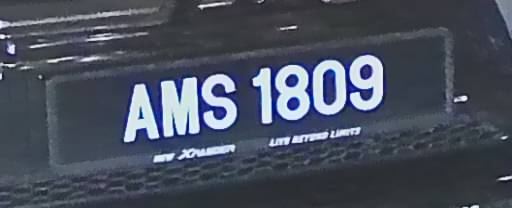 AMS 1809
NEW XPANDER LIVE BEYOND LIMITS